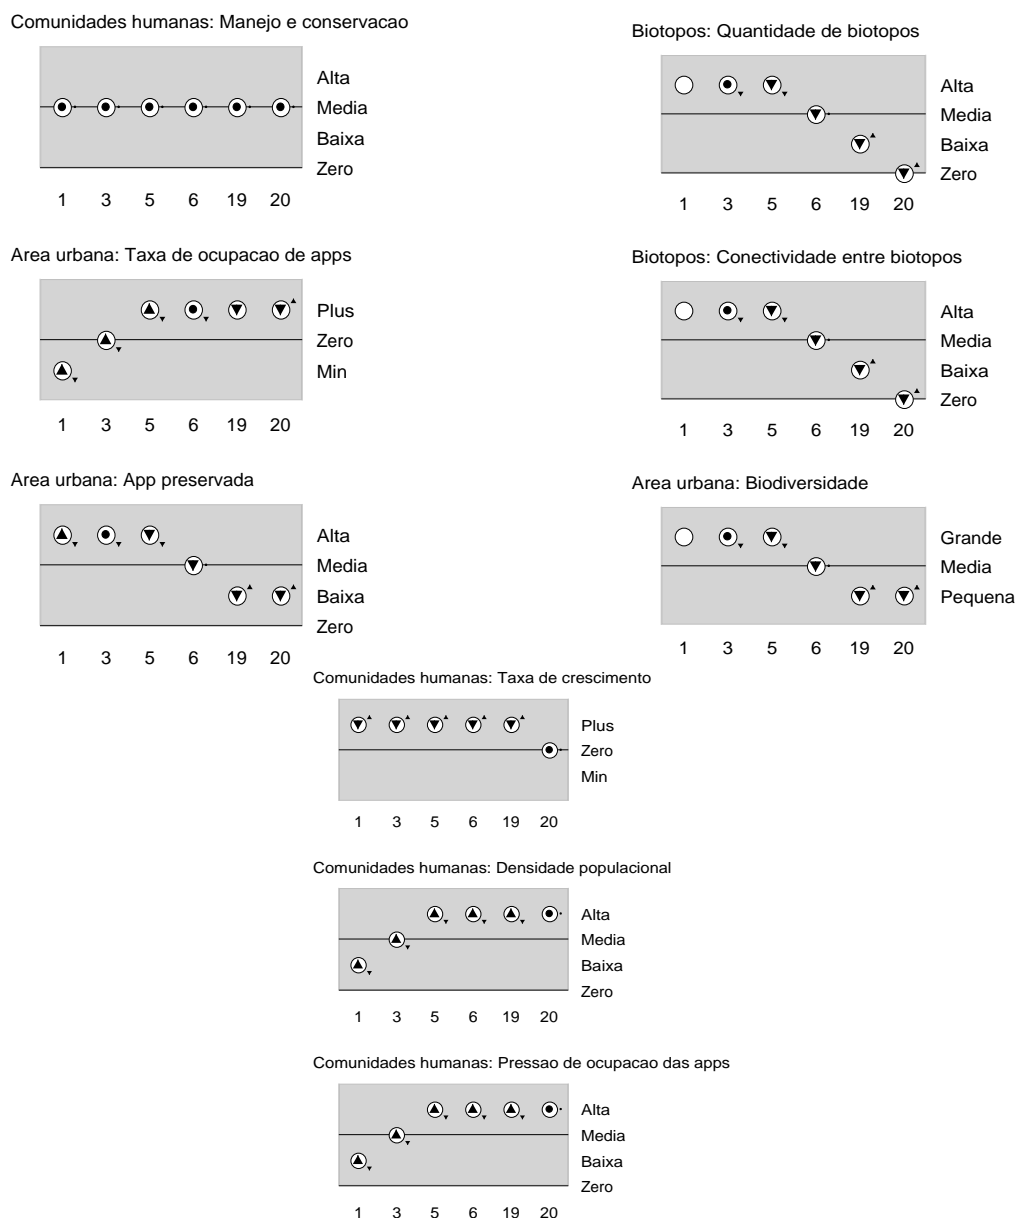 Comunidades humanas: Manejo e conservacao
Alta
Media
Baixa
Zero
1 3 5 6 19 20
Biotopos: Quantidade de biotopos
Alta
Media
Baixa
Zero
1 3 5 6 19 20
Area urbana: Taxa de ocupacao de apps
Plus
Zero
Min
1 3 5 6 19 20
Biotopos: Conectividade entre biotopos
Alta
Media
Baixa
Zero
1 3 5 6 19 20
Area urbana: App preservada
Alta
Media
Baixa
Zero
1 3 5 6 19 20
Area urbana: Biodiversidade
Grande
Media
Pequena
1 3 5 6 19 20
Comunidades humanas: Taxa de crescimento
Plus
Zero
Min
1 3 5 6 19 20
Comunidades humanas: Densidade populacional
Alta
Media
Baixa
Zero
1 3 5 6 19 20
Comunidades humanas: Pressao de ocupacao das apps
Alta
Media
Baixa
Zero
1 3 5 6 19 20